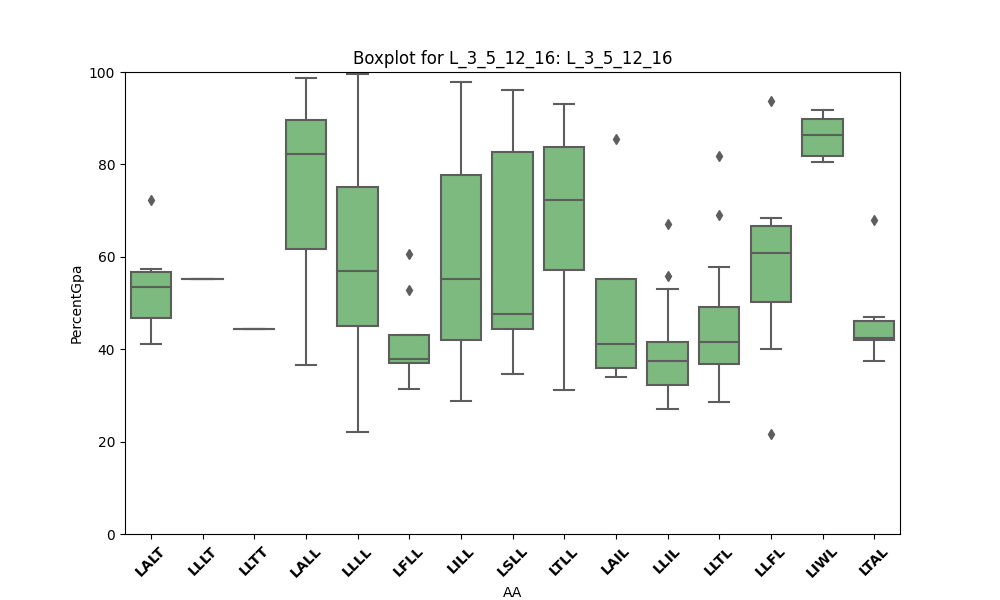 Boxplot for L_3_5_12_16: L_3_5_12_16
100
80
60
40
20
0
PercentGpa
LALT LLLT LLTT LALL LLLL LFLL LILL LSLL LTLL LAIL LLIL LLTL LLFL LIWL LTAL
AA